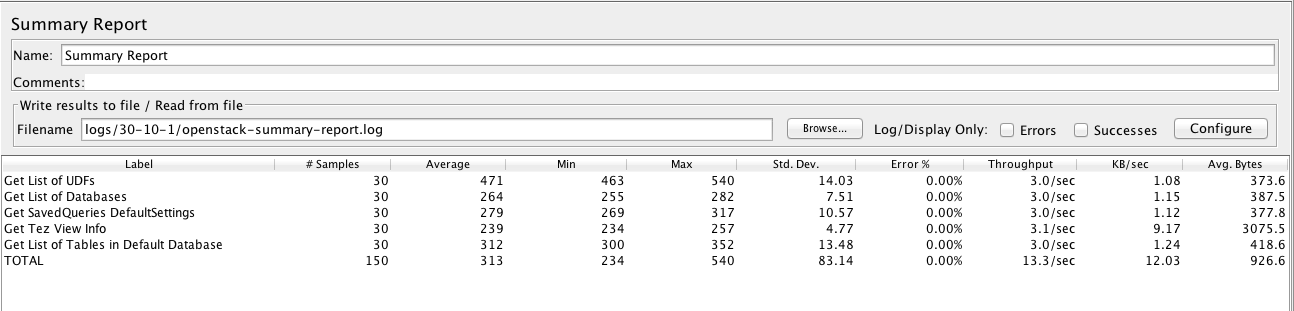 Summary Report
Name: Summary Report
Comments:
Write results to file / Read from file
Filename logs/30-10-1/openstack-summary-report.log Browse... Log/Display Only: Errors Successes Configure
Label # Samples Average Min Max Std. Dev. Error % Throughput KB/sec Avg. Bytes
Get List of UDFs 30 471 463 540 14.03 0.00% 3.0/sec 1.08 373.6
Get List of Databases 30 264 255 282 7.51 0.00% 3.0/sec 1.15 387.5
Get SavedQueries DefaultSettings 30 279 269 317 10.57 0.00% 3.0/sec 1.12 377.8
Get Tez View Info 30 239 234 257 4.77 0.00% 3.1/sec 9.17 3075.5
Get List of Tables in Default Database 30 312 300 352 13.48 0.00% 3.0/sec 1.24 418.6
TOTAL 150 313 234 540 83.14 0.00% 13.3/sec 12.03 926.6